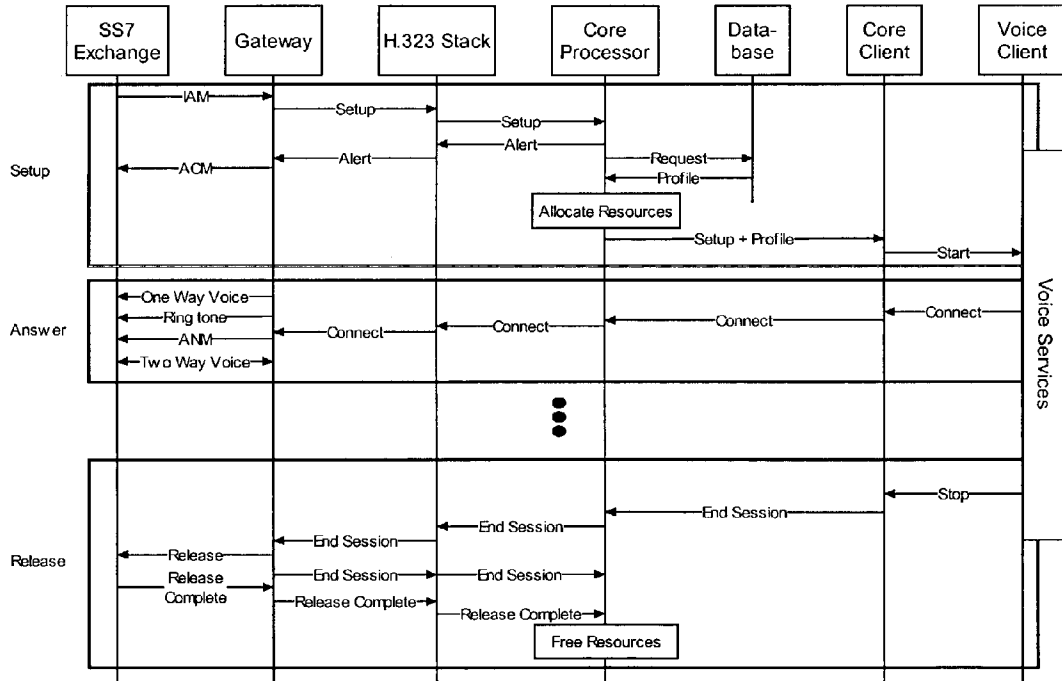 SS7
Exchange
Gateway
H.323 Stack
Core
Processor
Data-
base
Core
Client
Voice
Client
Setup
IAM
Setup
Setup
Alert
Alert
ACM
Request
Profile
Allocate Resources
Setup + Profile
Start
Voice Services
Answer
One Way Voice
Ring tone
ANM
Two Way Voice
Connect
Connect
Connect
Connect
Release
Stop
End Session
End Session
End Session
Release
Release
Complete
End Session
End Session
Release Complete
Release Complete
Free Resources